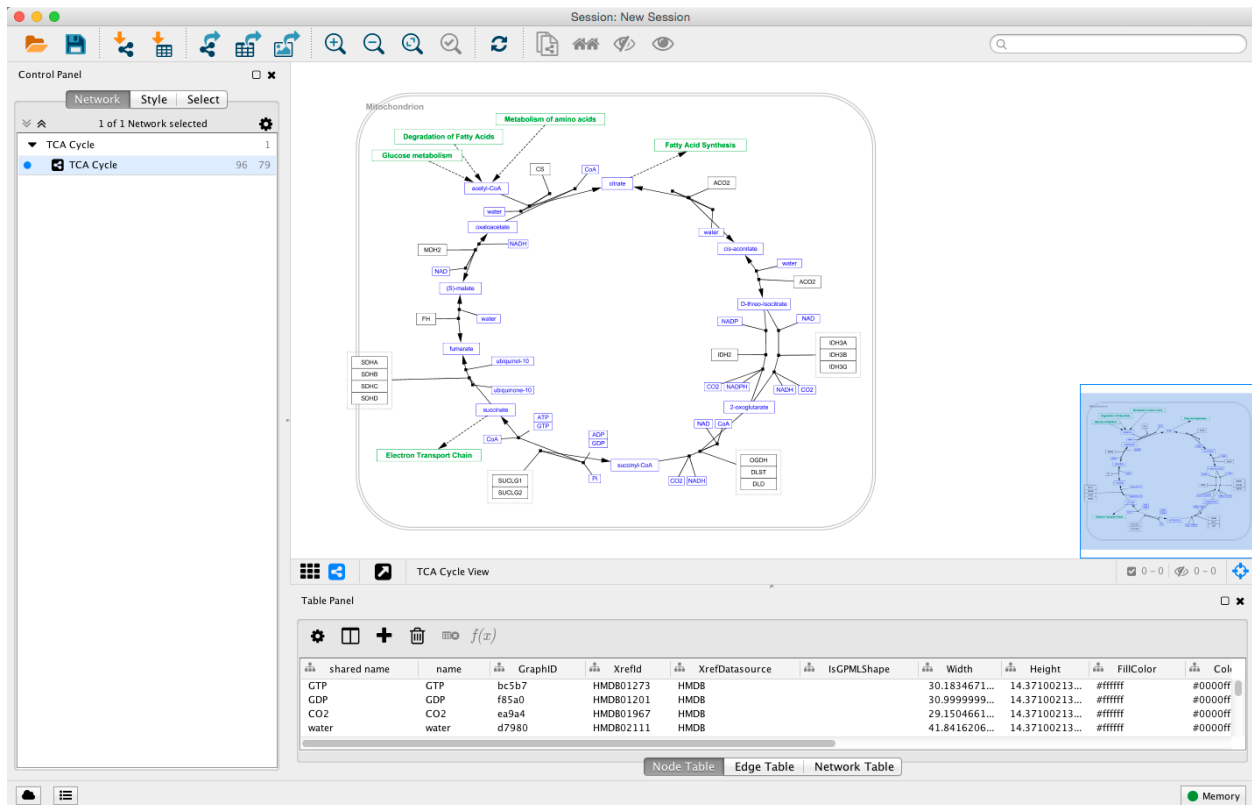 Session: New Session
Control Panel
Network Style Select
1 of 1 Network selected
TCA Cycle 1
TCA Cycle 96 79
Mitochondrion
Metabolism of amino acids
Degradation of Fatty Acids
Glucose metabolism
Fatty Acid Synthesis
CS
CoA
acetyl-CoA
citrate
ACO2
water
oxaloacetate
water
NADH
MDH2
cis-aconitate
water
NAD
ACO2
(S)-malate
D-threo-Isocitrate
FH
water
NADP
NAD
fumarate
IDH2
IDH3A
IDH3B
IDH3G
ubiquinol-10
SDHA
SDHB
SDHC
SDHD
ubiquinone-10
CO2 NADPH
NADH CO2
succinate
2-oxoglutarate
ATP
GTP
NAD CoA
CoA
ADP
GDP
Electron Transport Chain
succinyl-CoA
OGDH
DLST
DLD
SUCLG1
SUCLG2
Pi
CO2 NADH
TCA Cycle View
0 - 0 0 - 0
Table Panel
f(x)
shared name name GraphID XrefId XrefDatasource IsGPMLShape Width Height FillColor Colo
GTP GTP bc5b7 HMDB01273 HMDB 30.1834671... 14.37100213... #ffffff #0000ff
GDP GDP f85a0 HMDB01201 HMDB 30.9999999... 14.37100213... #ffffff #0000ff
CO2 CO2 ea9a4 HMDB01967 HMDB 29.1504661... 14.37100213... #ffffff #0000ff
water water d7980 HMDB02111 HMDB 41.8416206... 14.37100213... #ffffff #0000ff
Node Table Edge Table Network Table
Memory